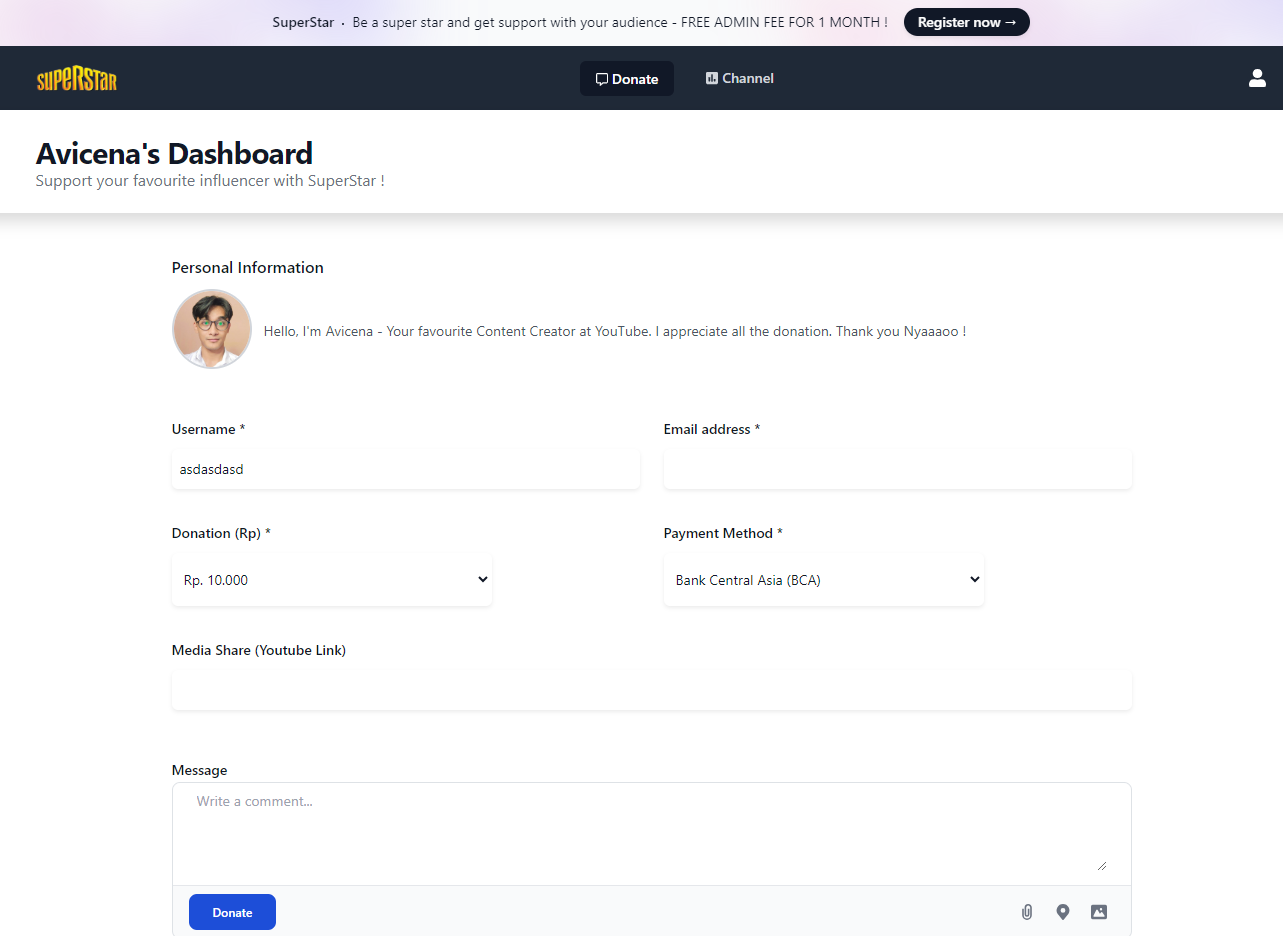 SuperStar · Be a super star and get support with your audience - FREE ADMIN FEE FOR 1 MONTH ! Register now →
SUPERSTAR Donate Channel
Avicena's Dashboard
Support your favourite influencer with SuperStar !
Personal Information
Hello, I'm Avicena - Your favourite Content Creator at YouTube. I appreciate all the donation. Thank you Nyaaaoo !
Username * Email address *
asdasdasd
Donation (Rp) * Payment Method *
Rp. 10.000 Bank Central Asia (BCA)
Media Share (Youtube Link)
Message
Write a comment...
Donate